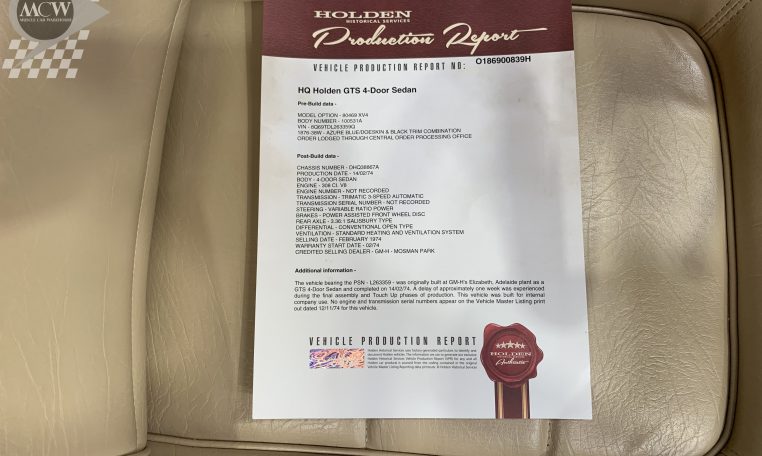 MCW
MUSCLE CAR WAREHOUSE
HOLDEN
HISTORICAL SERVICES
Production Report
VEHICLE PRODUCTION REPORT NO: O186900839H
HQ Holden GTS 4-Door Sedan
Pre-Build data -
MODEL OPTION - 80469 XV4
BODY NUMBER - 100531A
VIN - 8Q69TDL263359Q
1876-38W - AZURE BLUE/DOESKIN & BLACK TRIM COMBINATION
ORDER LODGED THROUGH CENTRAL ORDER PROCESSING OFFICE
Post-Build data -
CHASSIS NUMBER - DHQ38867A
PRODUCTION DATE - 14/02/74
BODY - 4-DOOR SEDAN
ENGINE - 308 CI, V8
ENGINE NUMBER - NOT RECORDED
TRANSMISSION - TRIMATIC 3-SPEED AUTOMATIC
TRANSMISSION SERIAL NUMBER - NOT RECORDED
STEERING - VARIABLE RATIO POWER
BRAKES - POWER ASSISTED FRONT WHEEL DISC
REAR AXLE - 3.36:1 SALISBURY TYPE
DIFFERENTIAL - CONVENTIONAL OPEN TYPE
VENTILATION - STANDARD HEATING AND VENTILATION SYSTEM
SELLING DATE - FEBRUARY 1974
WARRANTY START DATE - 02/74
CREDITED SELLING DEALER - GM-H - MOSMAN PARK
Additional information -
The vehicle bearing the PSN - L263359 - was originally built at GM-H's Elizabeth, Adelaide plant as a
GTS 4-Door Sedan and completed on 14/02/74. A delay of approximately one week was experienced
during the final assembly and Touch Up phases of production. This vehicle was built for internal
company use. No engine and transmission serial numbers appear on the Vehicle Master Listing print
out dated 12/11/74 for this vehicle.
VEHICLE PRODUCTION REPORT
HOLDEN
Authentic
VEHICLE PRODUCTION REPORT